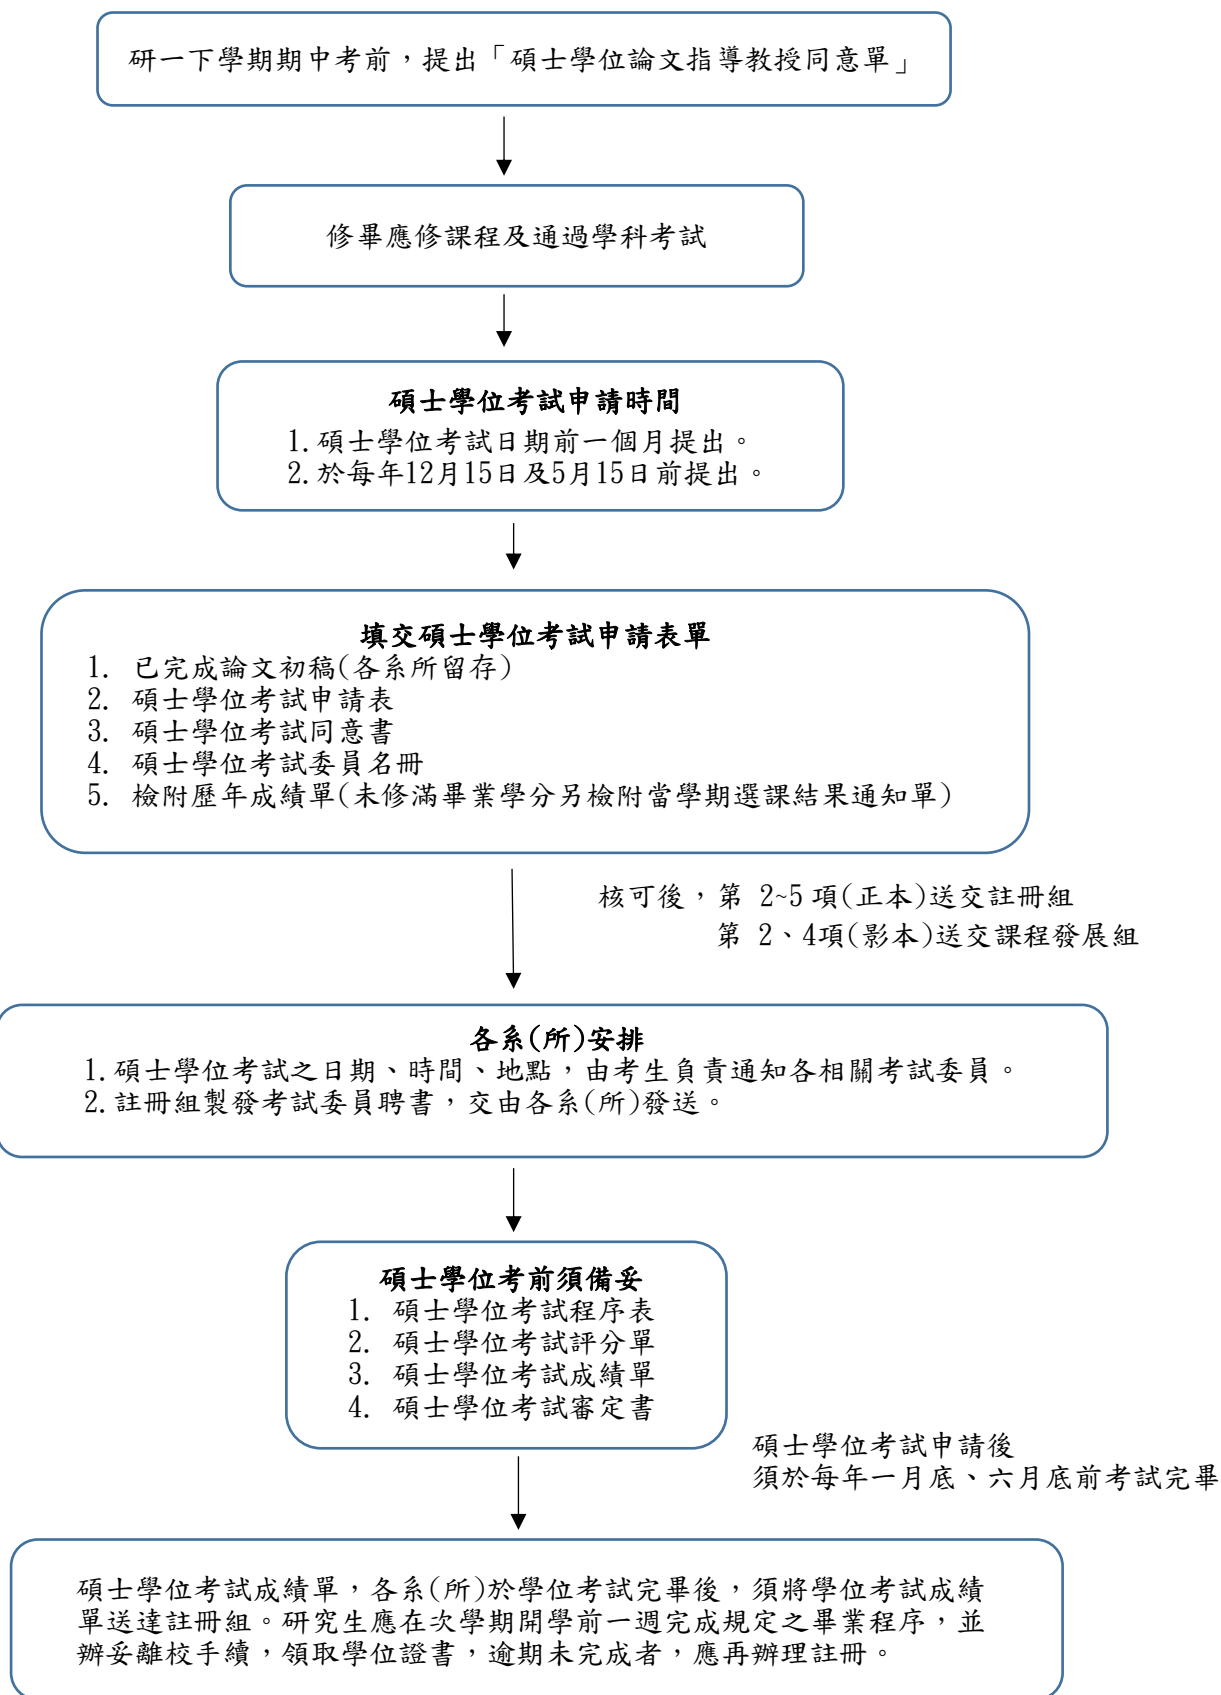 研一下學期期中考前，提出「碩士學位論文指導教授同意單」
修畢應修課程及通過學科考試
碩士學位考試申請時間
1.碩士學位考試日期前一個月提出。
2.於每年12月15日及5月15日前提出。
填交碩士學位考試申請表單
1. 已完成論文初稿(各系所留存)
2. 碩士學位考試申請表
3. 碩士學位考試同意書
4. 碩士學位考試委員名冊
5. 檢附歷年成績單(未修滿畢業學分另檢附當學期選課結果通知單)
核可後，第 2~5 項(正本)送交註冊組
第 2、4項(影本)送交課程發展組
各系(所)安排
1.碩士學位考試之日期、時間、地點，由考生負責通知各相關考試委員。
2.註冊組製發考試委員聘書，交由各系(所)發送。
碩士學位考前須備妥
1. 碩士學位考試程序表
2. 碩士學位考試評分單
3. 碩士學位考試成績單
4. 碩士學位考試審定書
碩士學位考試申請後
須於每年一月底、六月底前考試完畢
碩士學位考試成績單，各系(所)於學位考試完畢後，須將學位考試成績
單送達註冊組。研究生應在次學期開學前一週完成規定之畢業程序，並
辦妥離校手續，領取學位證書，逾期未完成者，應再辦理註冊。